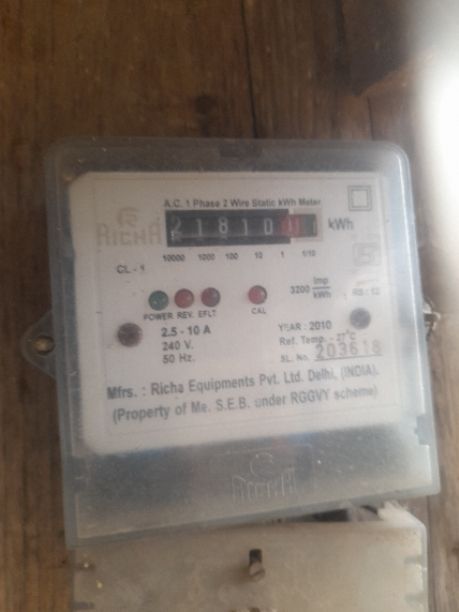 A.C. 1 Phase 2 Wire Static kWh Meter
RICHA
21810
kWh
10000 1000 100 10 1 1/10
CL - 1
3200 Imp
kWh
POWER REV. EFLT CAL
2.5 - 10 A
YEAR : 2010
240 V.
Ref. Temp. - 27°C
50 Hz.
SL. No. 203618
Mfrs. : Richa Equipments Pvt. Ltd. Delhi, (INDIA).
(Property of Me. S.E.B. under RGGVY scheme)
RICHA